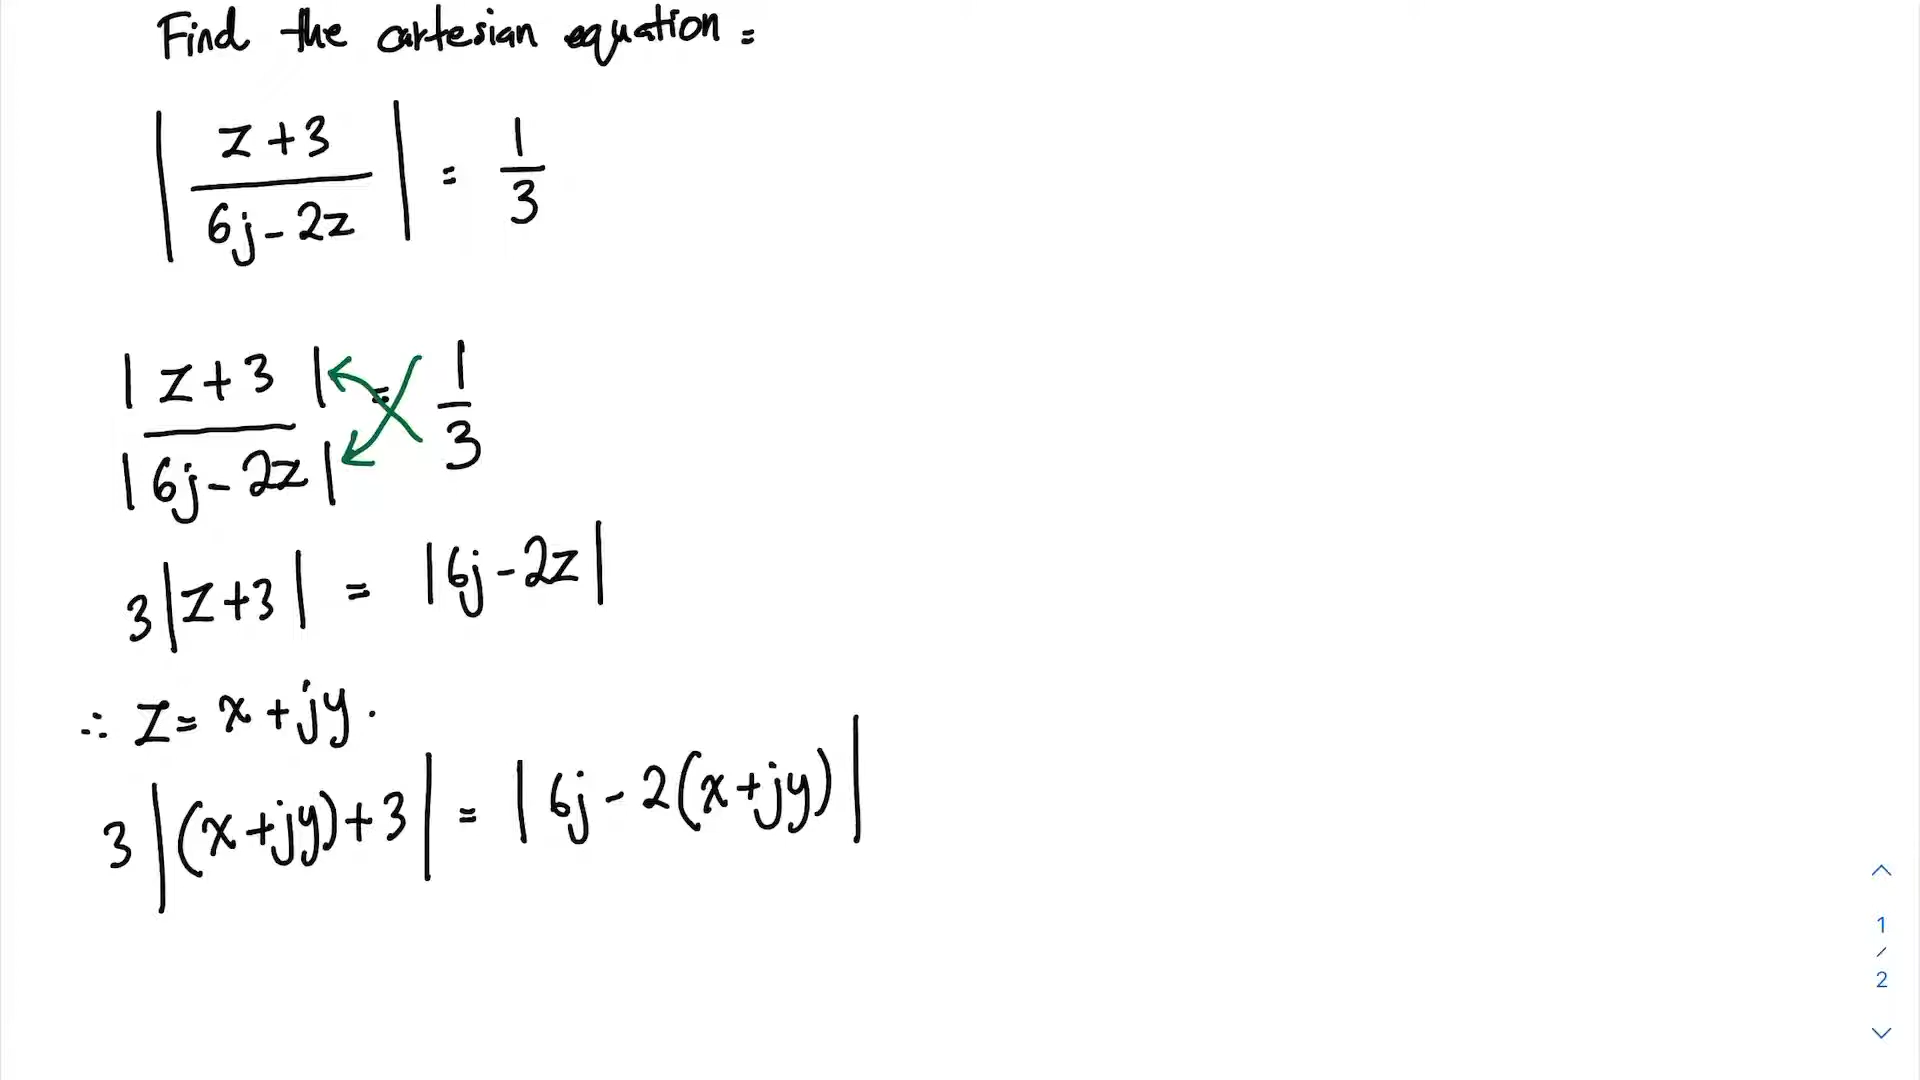 Find the cartesian equation =
| z+3 / 6j-2z | = 1/3
|z+3| / |6j-2z| = 1/3
3|z+3| = |6j-2z|
∴ z = x+jy.
3|(x+jy)+3| = |6j-2(x+jy)|
1
/
2